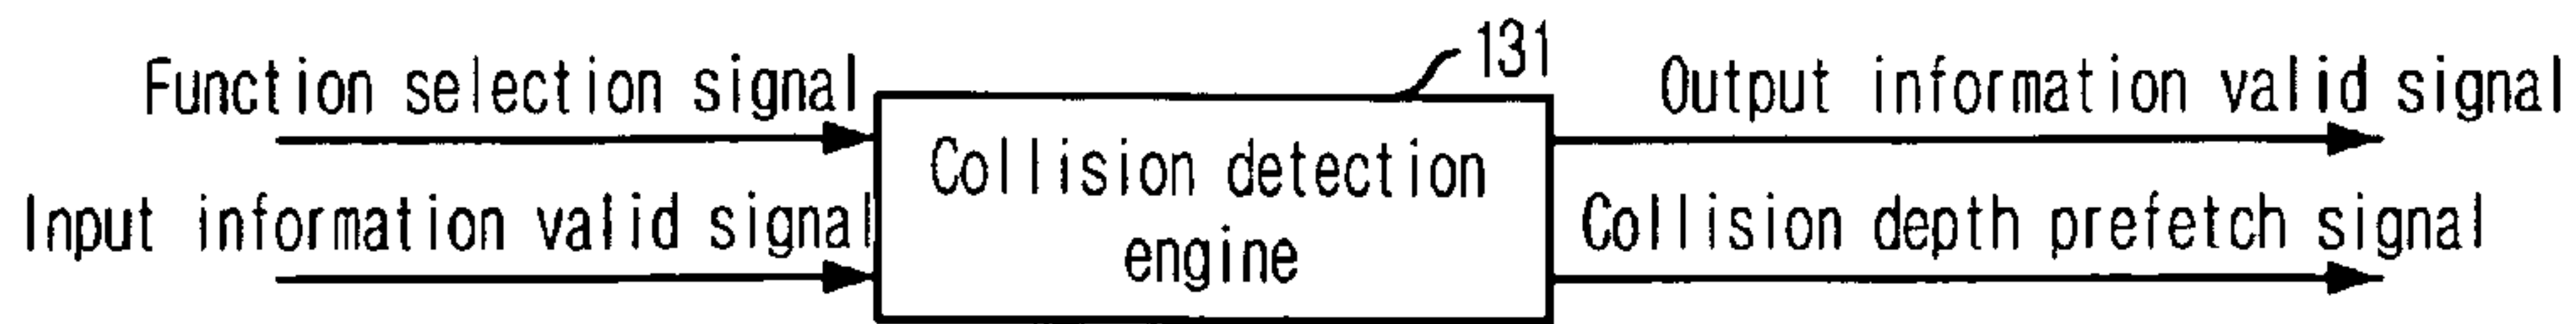 131
Function selection signal
Output information valid signal
Collision detection
engine
Input information valid signal
Collision depth prefetch signal